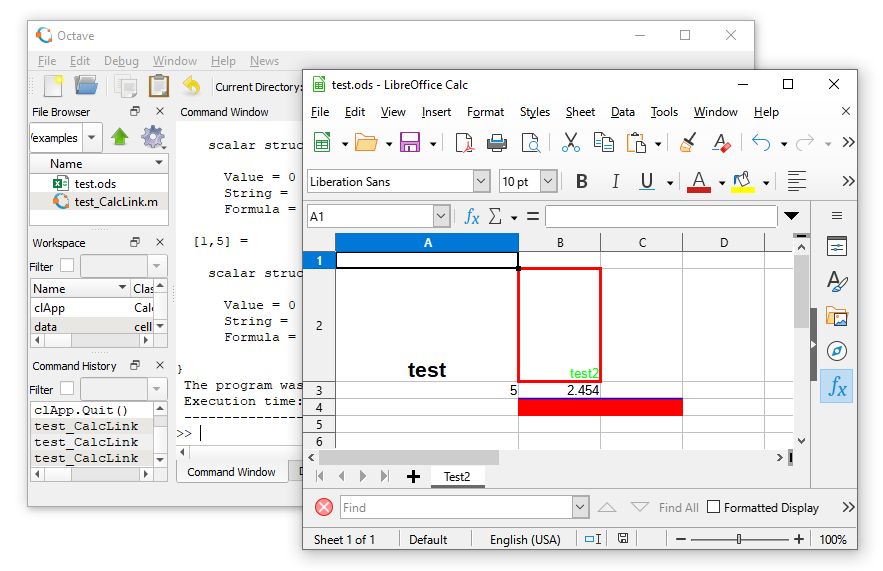 Octave
File Edit Debug Window Help News
Current Directory:
File Browser
/examples
Name
test.ods
test_CalcLink.m
Workspace
Filter
Name Clas
clApp Calc
data cell
Command History
Filter
clApp.Quit()
test_CalcLink
test_CalcLink
test_CalcLink
Command Window
scalar struc
Value = 0
String =
Formula =
[1,5] =
scalar struc
Value = 0
String =
Formula =
}
The program was
Execution time:
--------------
>>
Command Window
test.ods - LibreOffice Calc
File Edit View Insert Format Styles Sheet Data Tools Window Help
Liberation Sans 10 pt B I U A
A1 fx Σ =
A B C D
1
2 test test2
3 5 2.454
4
5
6
Test2
Find Find All Formatted Display
Sheet 1 of 1 Default English (USA) 100%